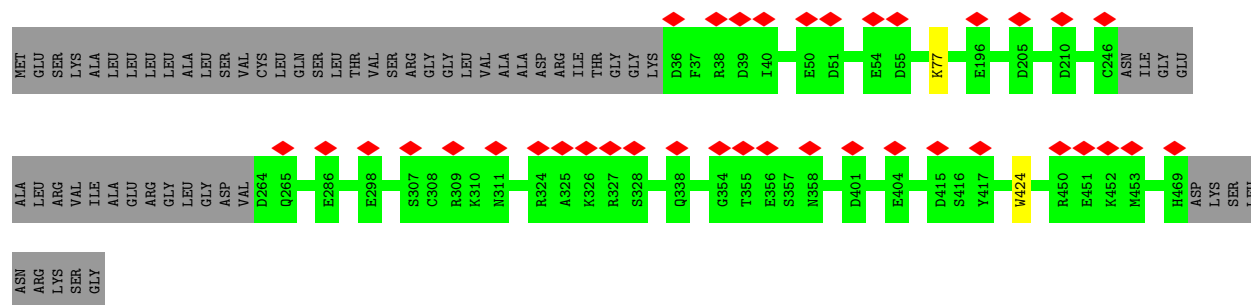 MET GLU SER LYS ALA LEU LEU LEU LEU ALA LEU SER VAL CYS LEU GLN SER LEU THR VAL SER ARG GLY GLY LEU VAL ALA ALA ASP ARG ILE THR GLY GLY LYS D36 F37 R38 D39 I40 E50 D51 E54 D55 K77 E196 D205 D210 C246 ASN ILE GLY GLU
ALA LEU ARG VAL ILE ALA GLU ARG GLY LEU GLY ASP VAL D264 Q265 E286 E298 S307 C308 R309 K310 N311 R324 A325 K326 R327 S328 Q338 G354 T355 E356 S357 N358 D401 E404 D415 S416 Y417 W424 R450 E451 K452 M453 H469 ASP LYS SER LEU
ASN ARG LYS SER GLY